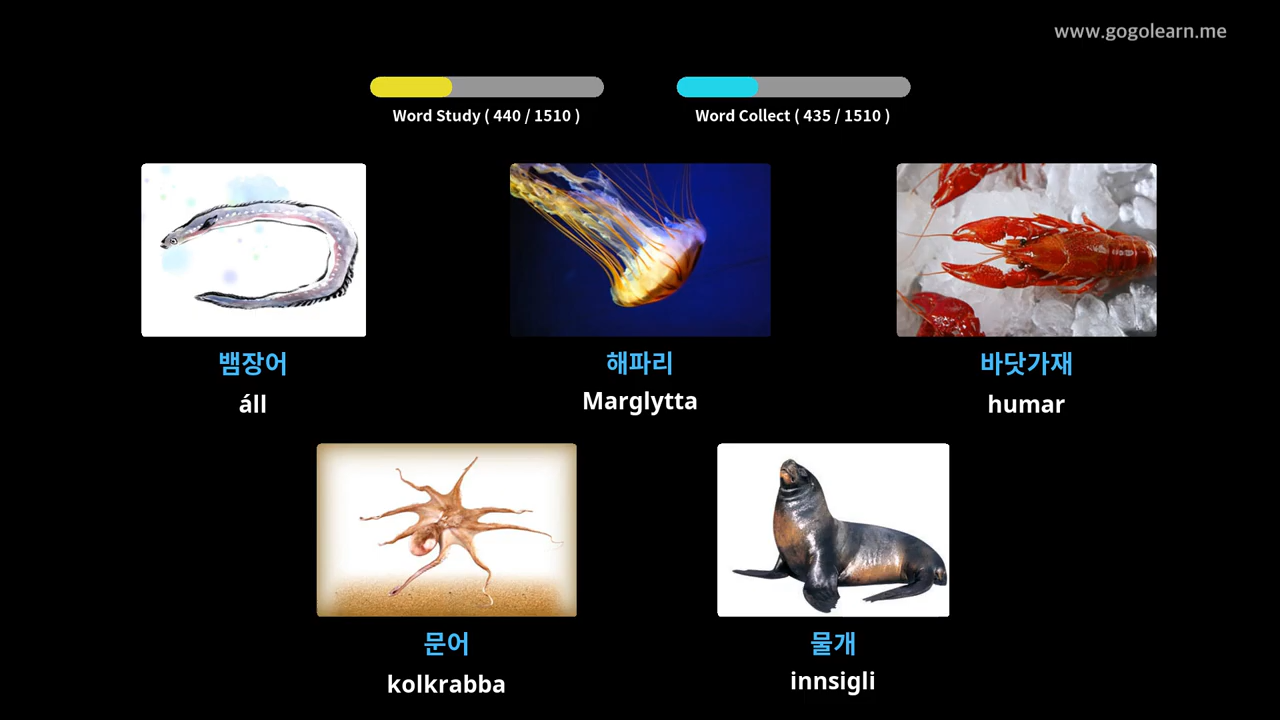 www.gogolearn.me
Word Study ( 440 / 1510 )
Word Collect ( 435 / 1510 )
뱀장어
해파리
바닷가재
áll
Marglytta
humar
문어
물개
kolkrabba
innsigli